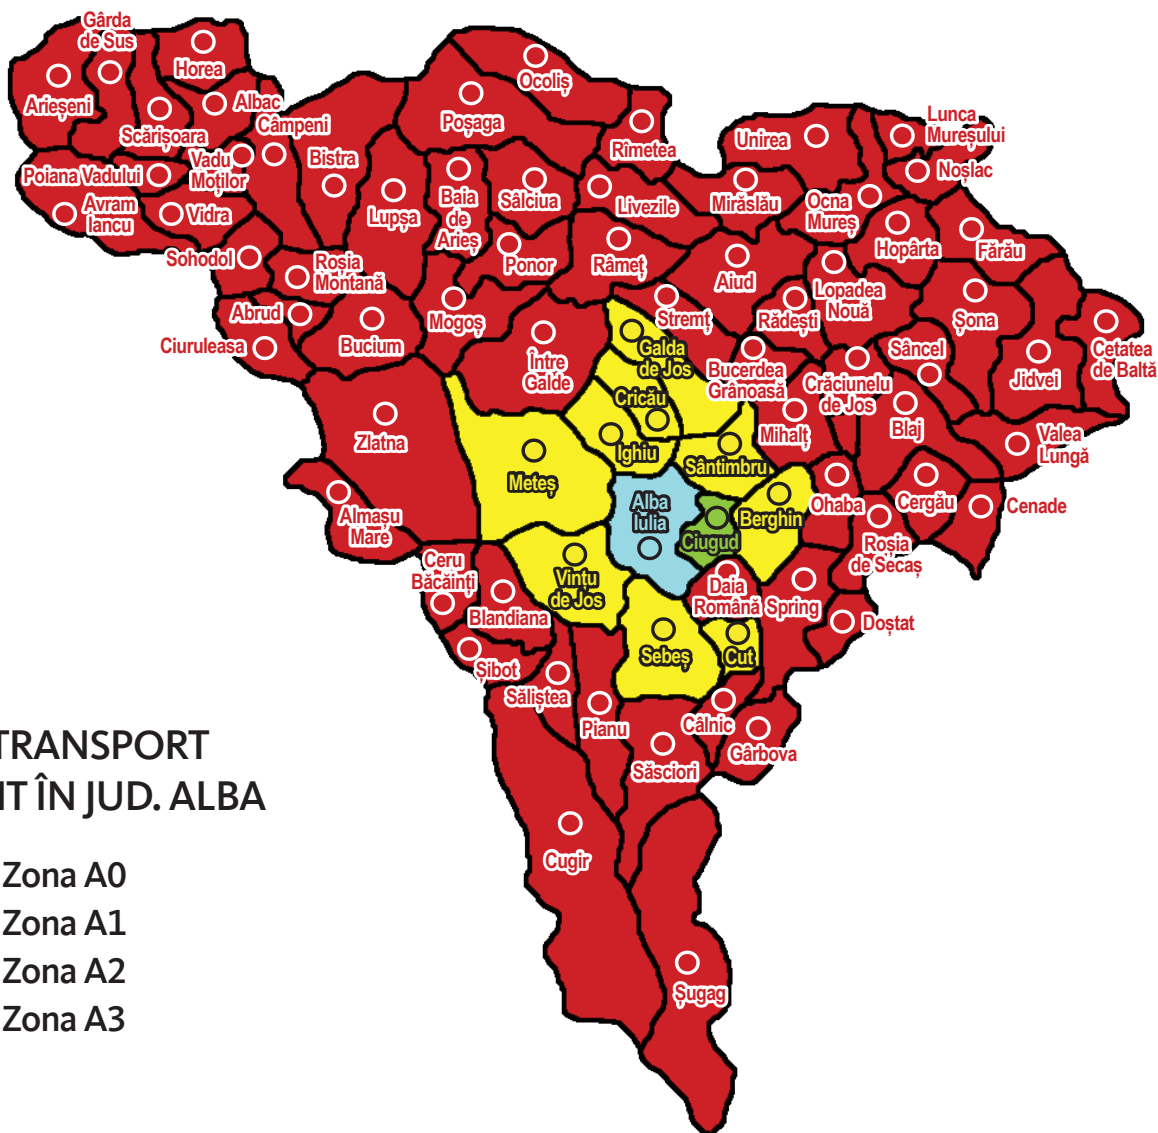 Gârda
de Sus
Horea
Arieșeni
Scărișoara
Albac
Câmpeni
Ocoliș
Poșaga
Rîmetea
Unirea
Lunca
Mureșului
Noșlac
Poiana Vadului
Vadu
Moților
Bistra
Avram
Iancu
Vidra
Lupșa
Baia
de
Arieș
Sâlciua
Livezile
Mirăslău
Ocna
Mureș
Hopârta
Fărău
Sohodol
Roșia
Montană
Ponor
Râmeț
Aiud
Lopadea
Nouă
Abrud
Ciuruleasa
Bucium
Mogoș
Stremț
Rădești
Șona
Între
Galde
Galda
de Jos
Bucerdea
Grânoasă
Sâncel
Crăciunelu
de Jos
Jidvei
Cetatea
de Baltă
Cricău
Zlatna
Ighiu
Mihalț
Blaj
Valea
Lungă
Meteș
Sântimbru
Almașu
Mare
Alba
Iulia
Ciugud
Berghin
Ohaba
Cergău
Cenade
Roșia
de Secaș
Ceru
Băcăinți
Blandiana
Vințu
de Jos
Daia
Română
Spring
Doștat
Șibot
Săliștea
Sebeș
Cut
Pianu
Câlnic
Gârbova
Săsciori
Cugir
Șugag
TRANSPORT
IT ÎN JUD. ALBA
Zona A0
Zona A1
Zona A2
Zona A3